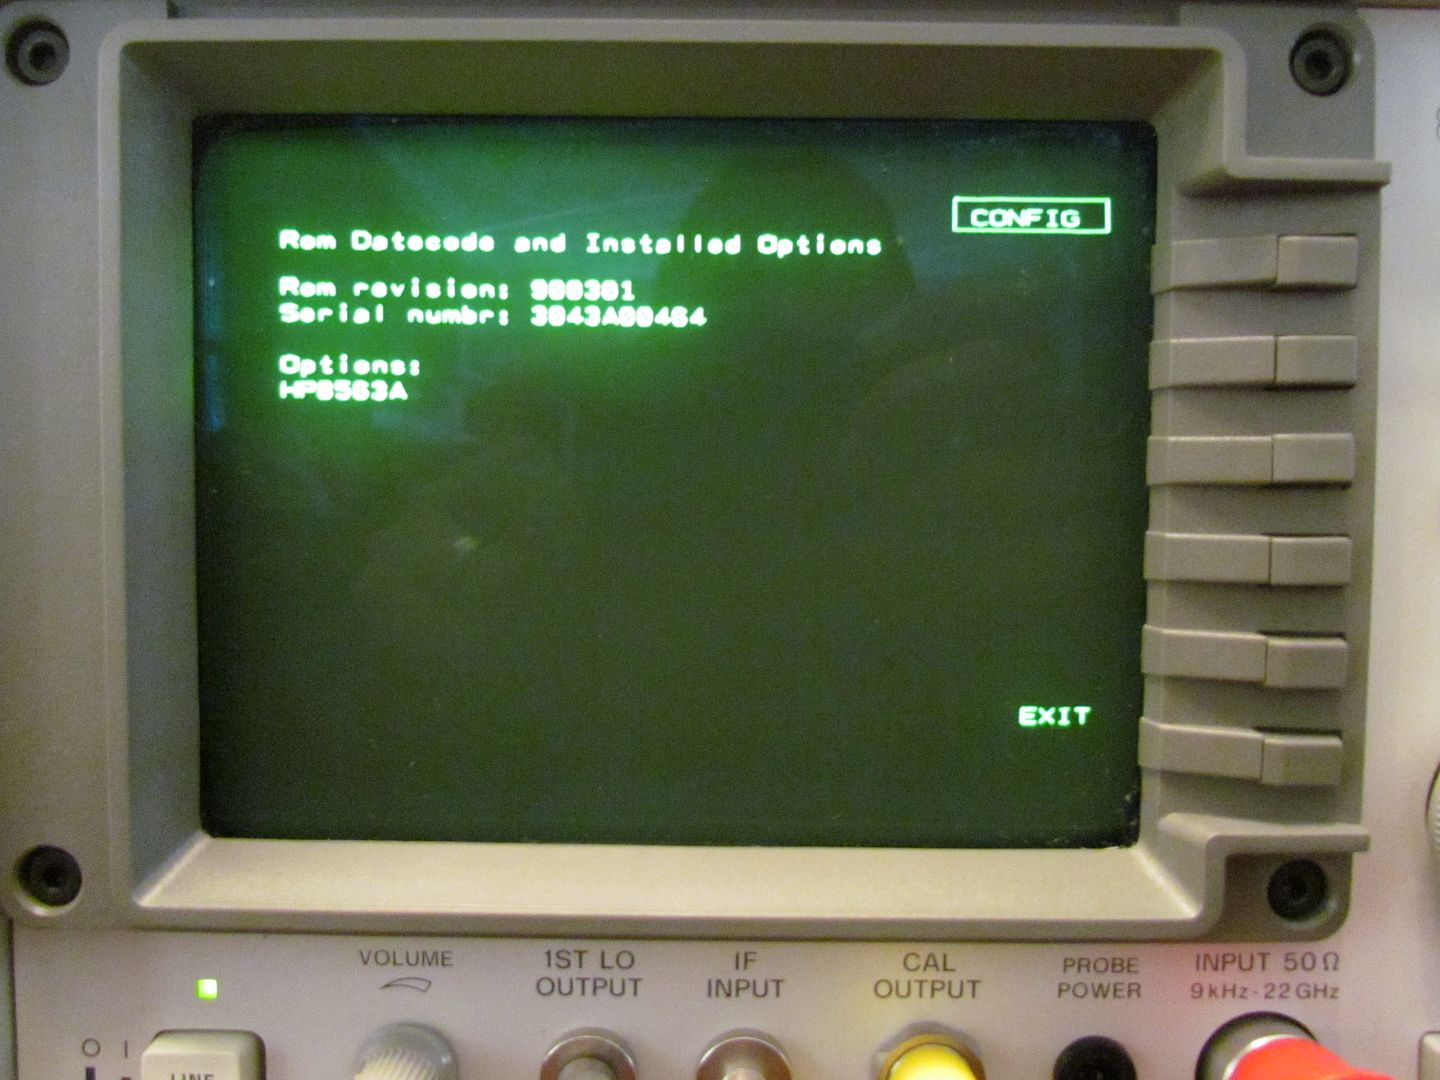 CONFIG
Rom Datecode and Installed Options
Rom revision: 900301
Serial numbr: 3043A00464
Options:
HP8563A
EXIT
VOLUME
1ST LO
OUTPUT
IF
INPUT
CAL
OUTPUT
PROBE
POWER
INPUT 50Ω
9kHz-22GHz
O I
LINE